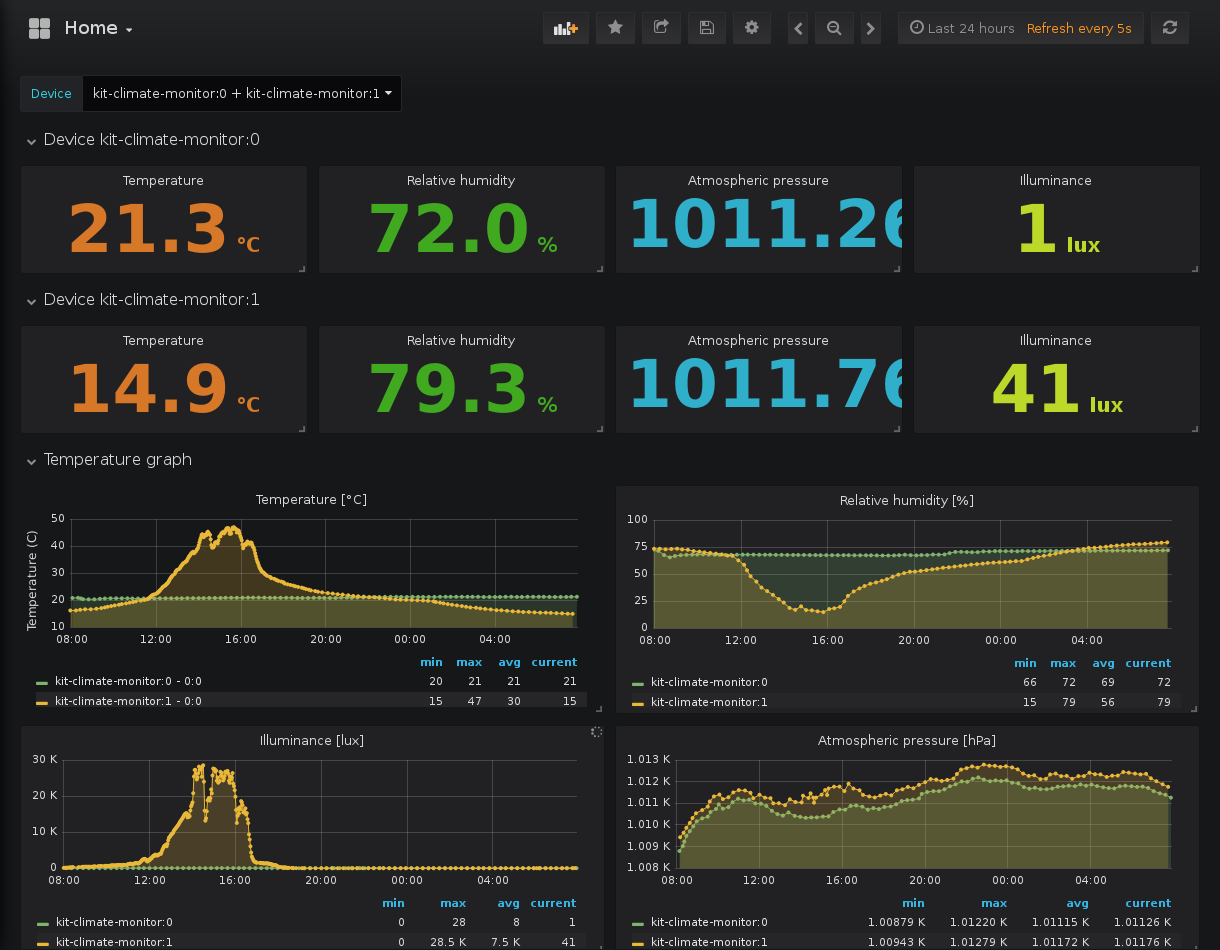 Home
Last 24 hours Refresh every 5s
Device kit-climate-monitor:0 + kit-climate-monitor:1
Device kit-climate-monitor:0
Temperature Relative humidity Atmospheric pressure Illuminance
21.3 °C 72.0 % 1011.26 1 lux
Device kit-climate-monitor:1
Temperature Relative humidity Atmospheric pressure Illuminance
14.9 °C 79.3 % 1011.76 41 lux
Temperature graph
Temperature [°C]
Temperature (C)
50
40
30
20
10
08:00 12:00 16:00 20:00 00:00 04:00
min max avg current
kit-climate-monitor:0 - 0:0 20 21 21 21
kit-climate-monitor:1 - 0:0 15 47 30 15
Relative humidity [%]
100
75
50
25
0
08:00 12:00 16:00 20:00 00:00 04:00
min max avg current
kit-climate-monitor:0 66 72 69 72
kit-climate-monitor:1 15 79 56 79
Illuminance [lux]
30 K
20 K
10 K
0
08:00 12:00 16:00 20:00 00:00 04:00
min max avg current
kit-climate-monitor:0 0 28 8 1
kit-climate-monitor:1 0 28.5 K 7.5 K 41
Atmospheric pressure [hPa]
1.013 K
1.012 K
1.011 K
1.010 K
1.009 K
1.008 K
08:00 12:00 16:00 20:00 00:00 04:00
min max avg current
kit-climate-monitor:0 1.00879 K 1.01220 K 1.01115 K 1.01126 K
kit-climate-monitor:1 1.00943 K 1.01279 K 1.01172 K 1.01176 K